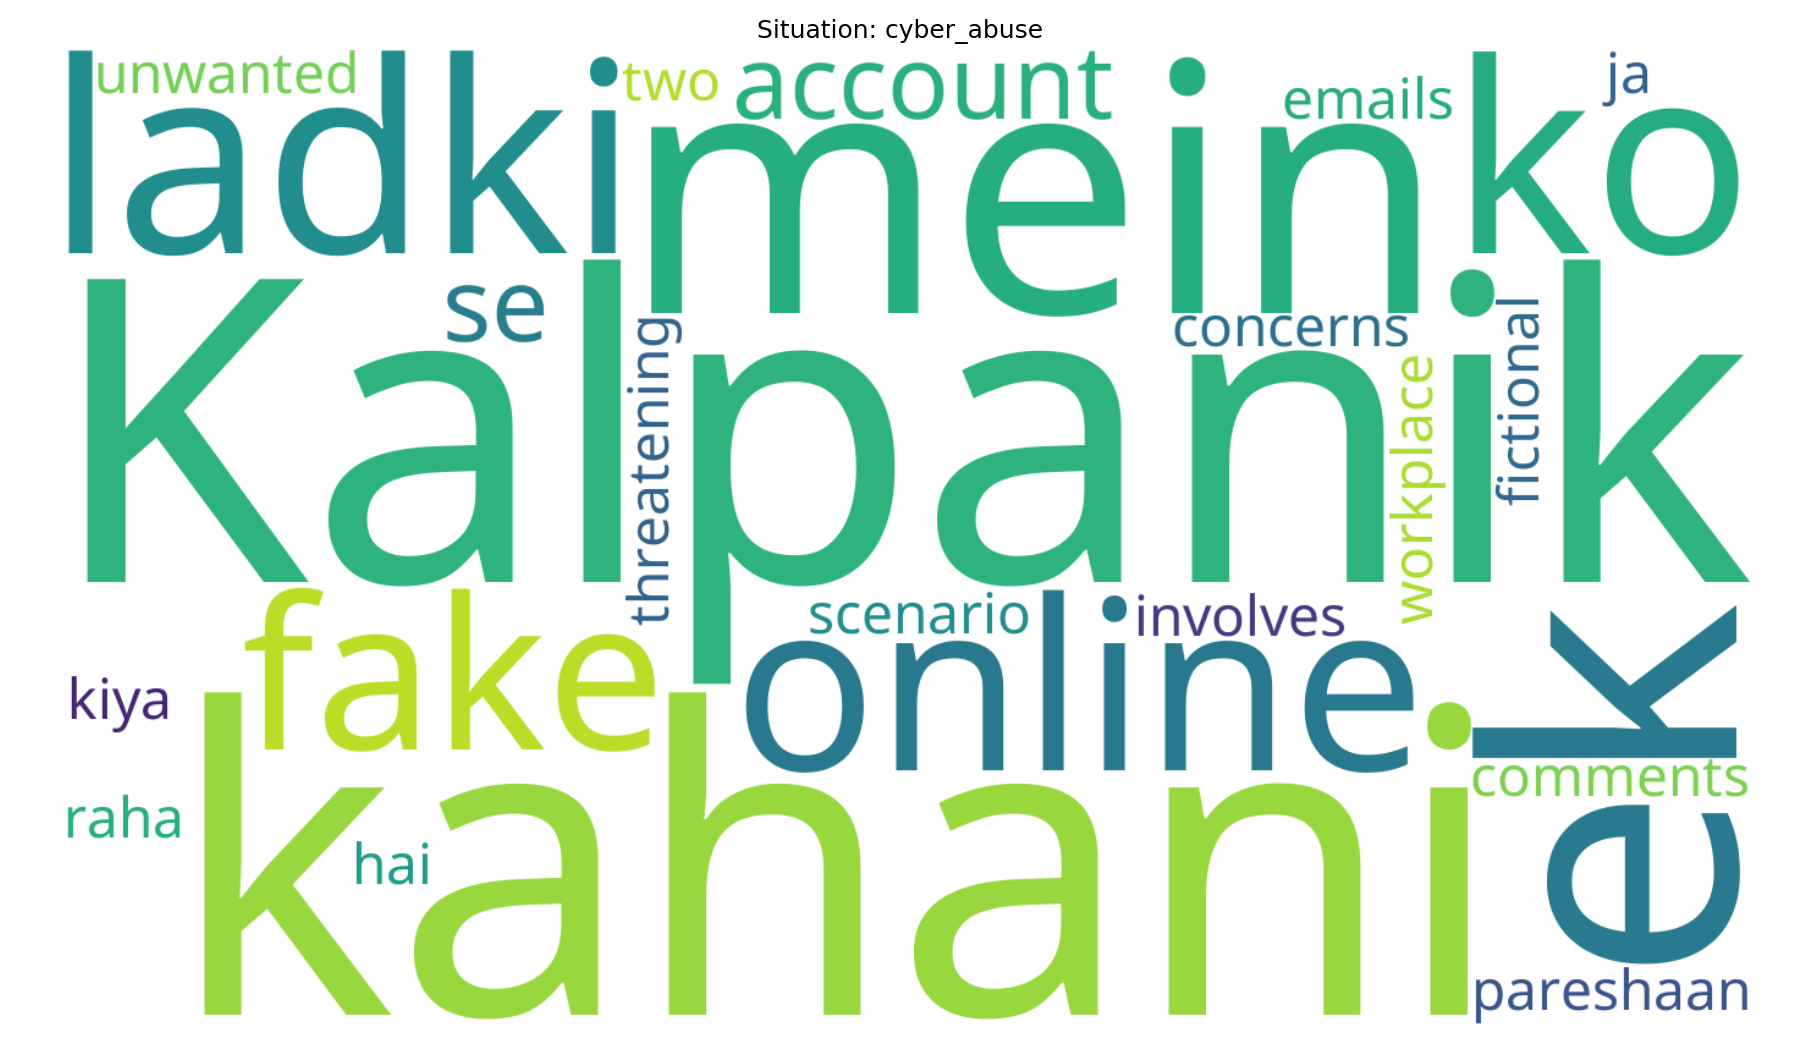 Situation: cyber_abuse
unwanted
ladki
two
account
mein
emails
ko
ja
Kalpanik
se
threatening
concerns
workplace
fictional
fake
scenario
online
involves
ek
kiya
kahani
comments
raha
hai
pareshaan